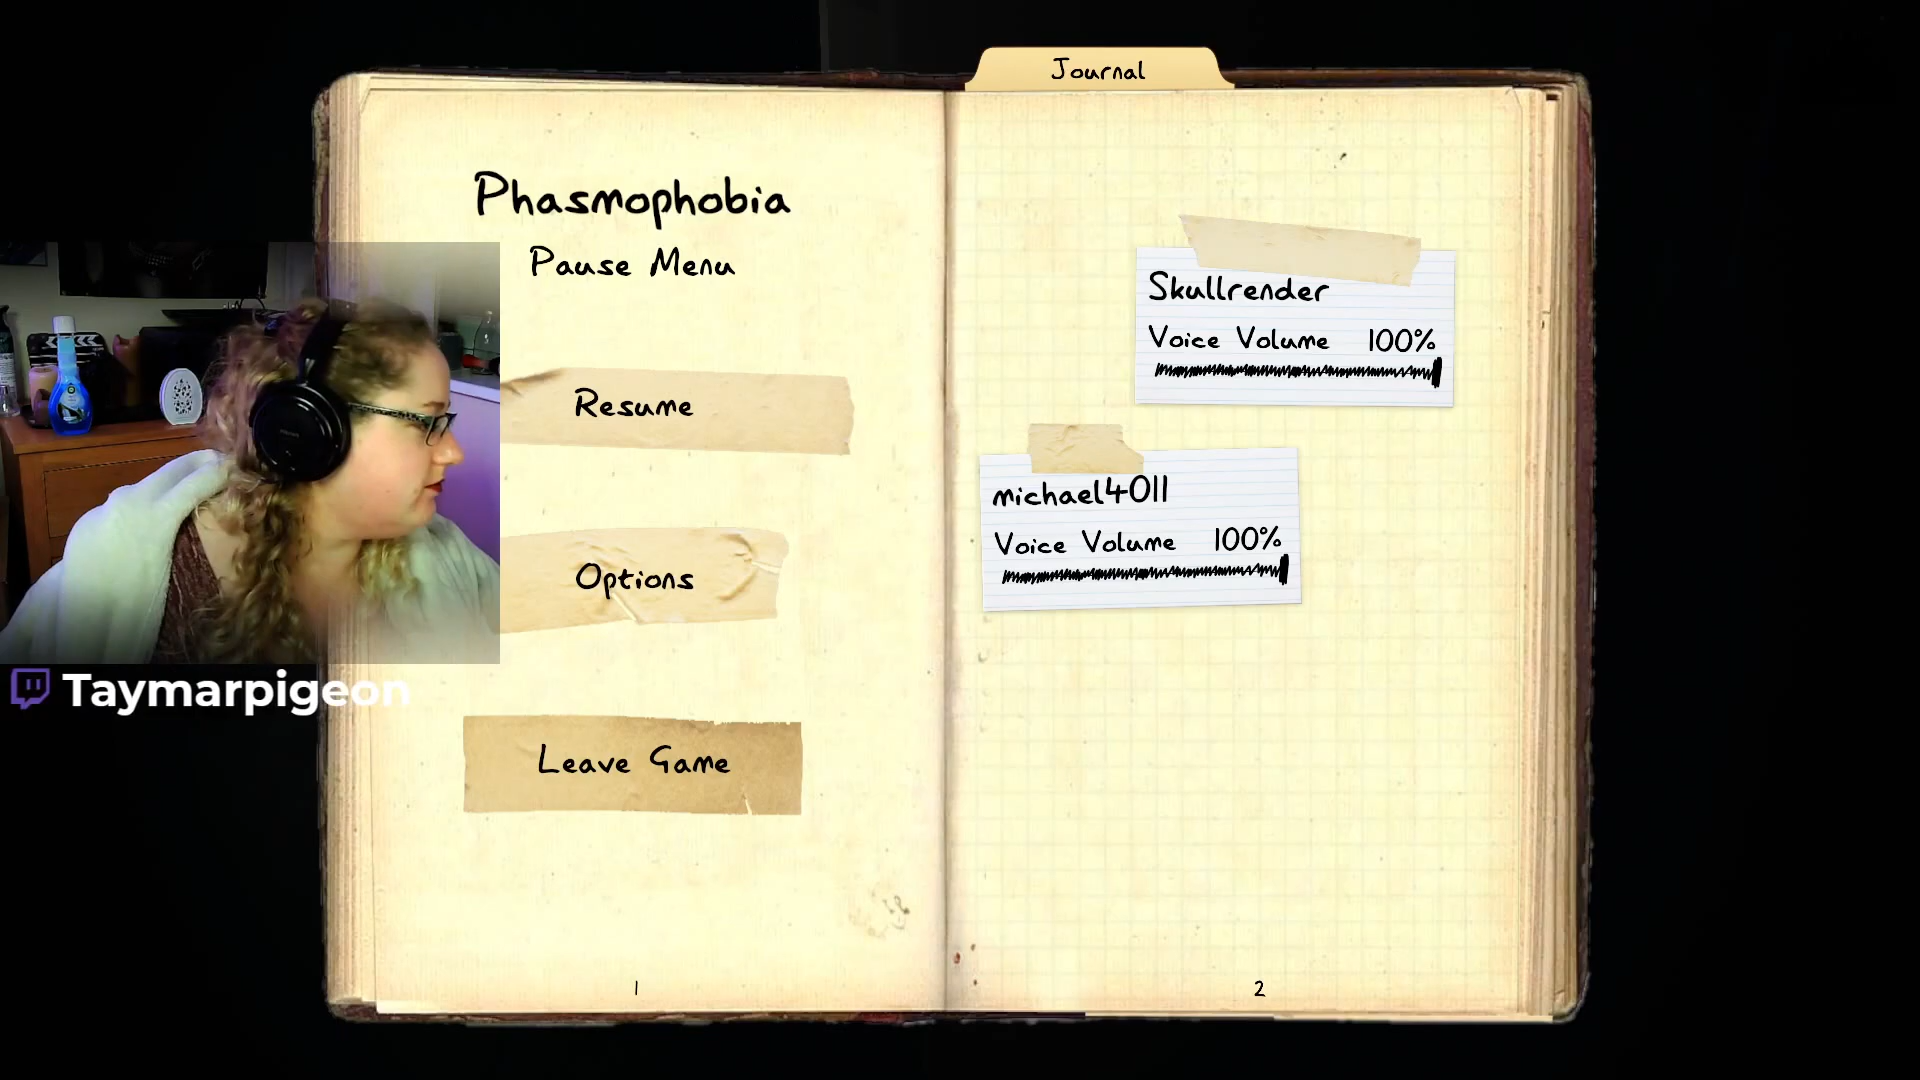 Journal
Phasmophobia
Pause Menu
Resume
Options
Leave Game
1
Skullrender
Voice Volume 100%
michael4011
Voice Volume 100%
2
Taymarpigeon